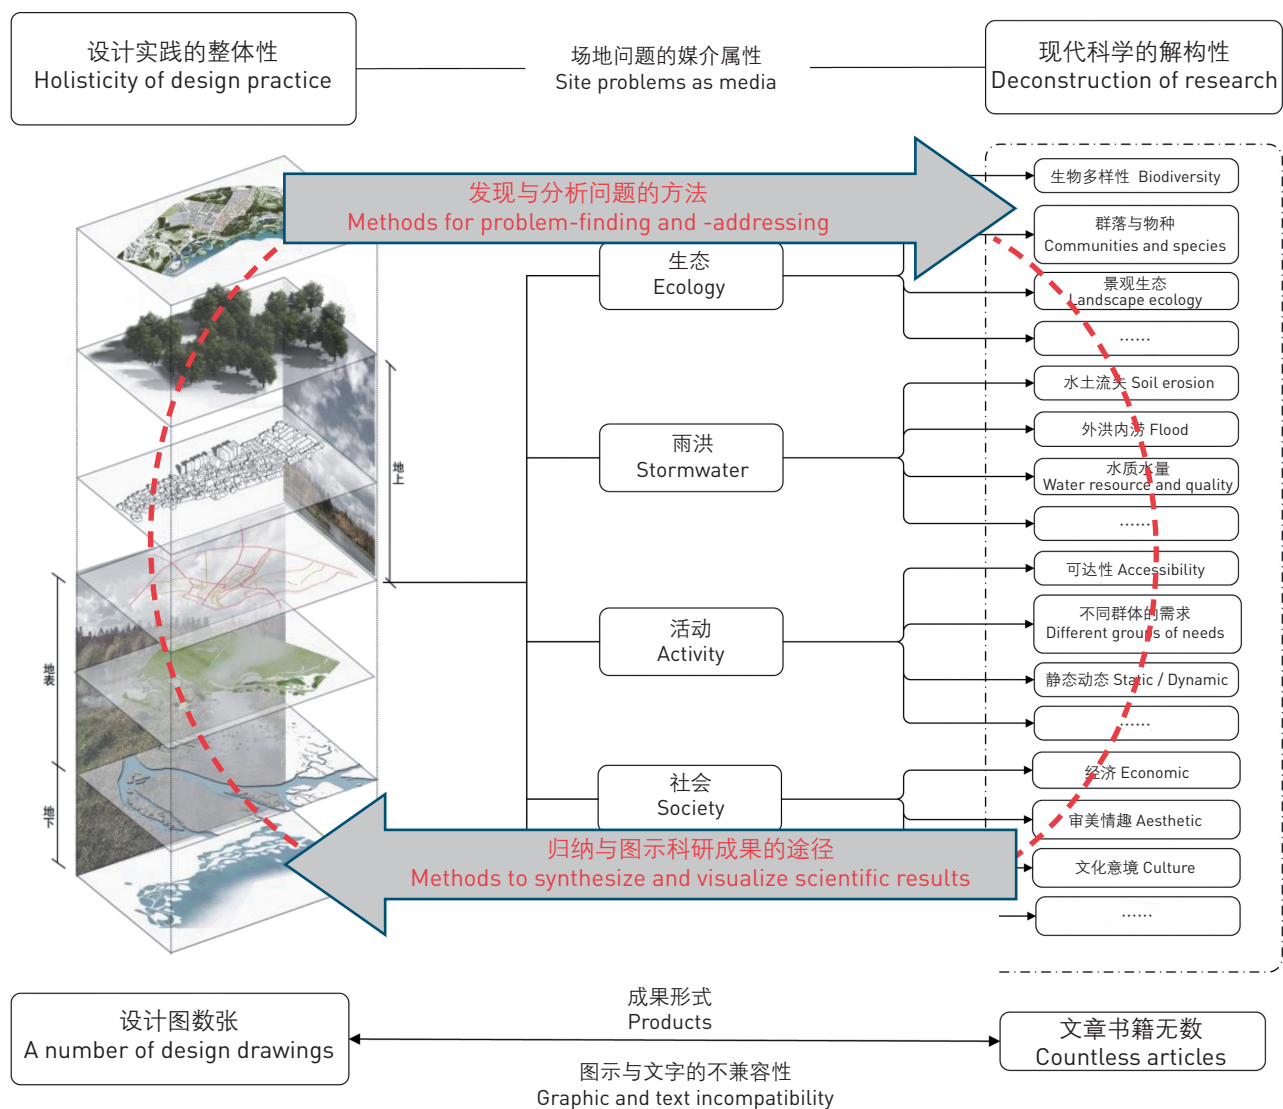 设计实践的整体性
Holisticity of design practice
场地问题的媒介属性
Site problems as media
现代科学的解构性
Deconstruction of research
发现与分析问题的方法
Methods for problem-finding and -addressing
生物多样性 Biodiversity
群落与物种
Communities and species
景观生态
Landscape ecology
……
生态
Ecology
水土流失 Soil erosion
外洪内涝 Flood
水质水量
Water resource and quality
……
雨洪
Stormwater
可达性 Accessibility
不同群体的需求
Different groups of needs
静态动态 Static / Dynamic
……
活动
Activity
经济 Economic
审美情趣 Aesthetic
文化意境 Culture
……
社会
Society
地上
地表
地下
归纳与图示科研成果的途径
Methods to synthesize and visualize scientific results
设计图数张
A number of design drawings
成果形式
Products
图示与文字的不兼容性
Graphic and text incompatibility
文章书籍无数
Countless articles